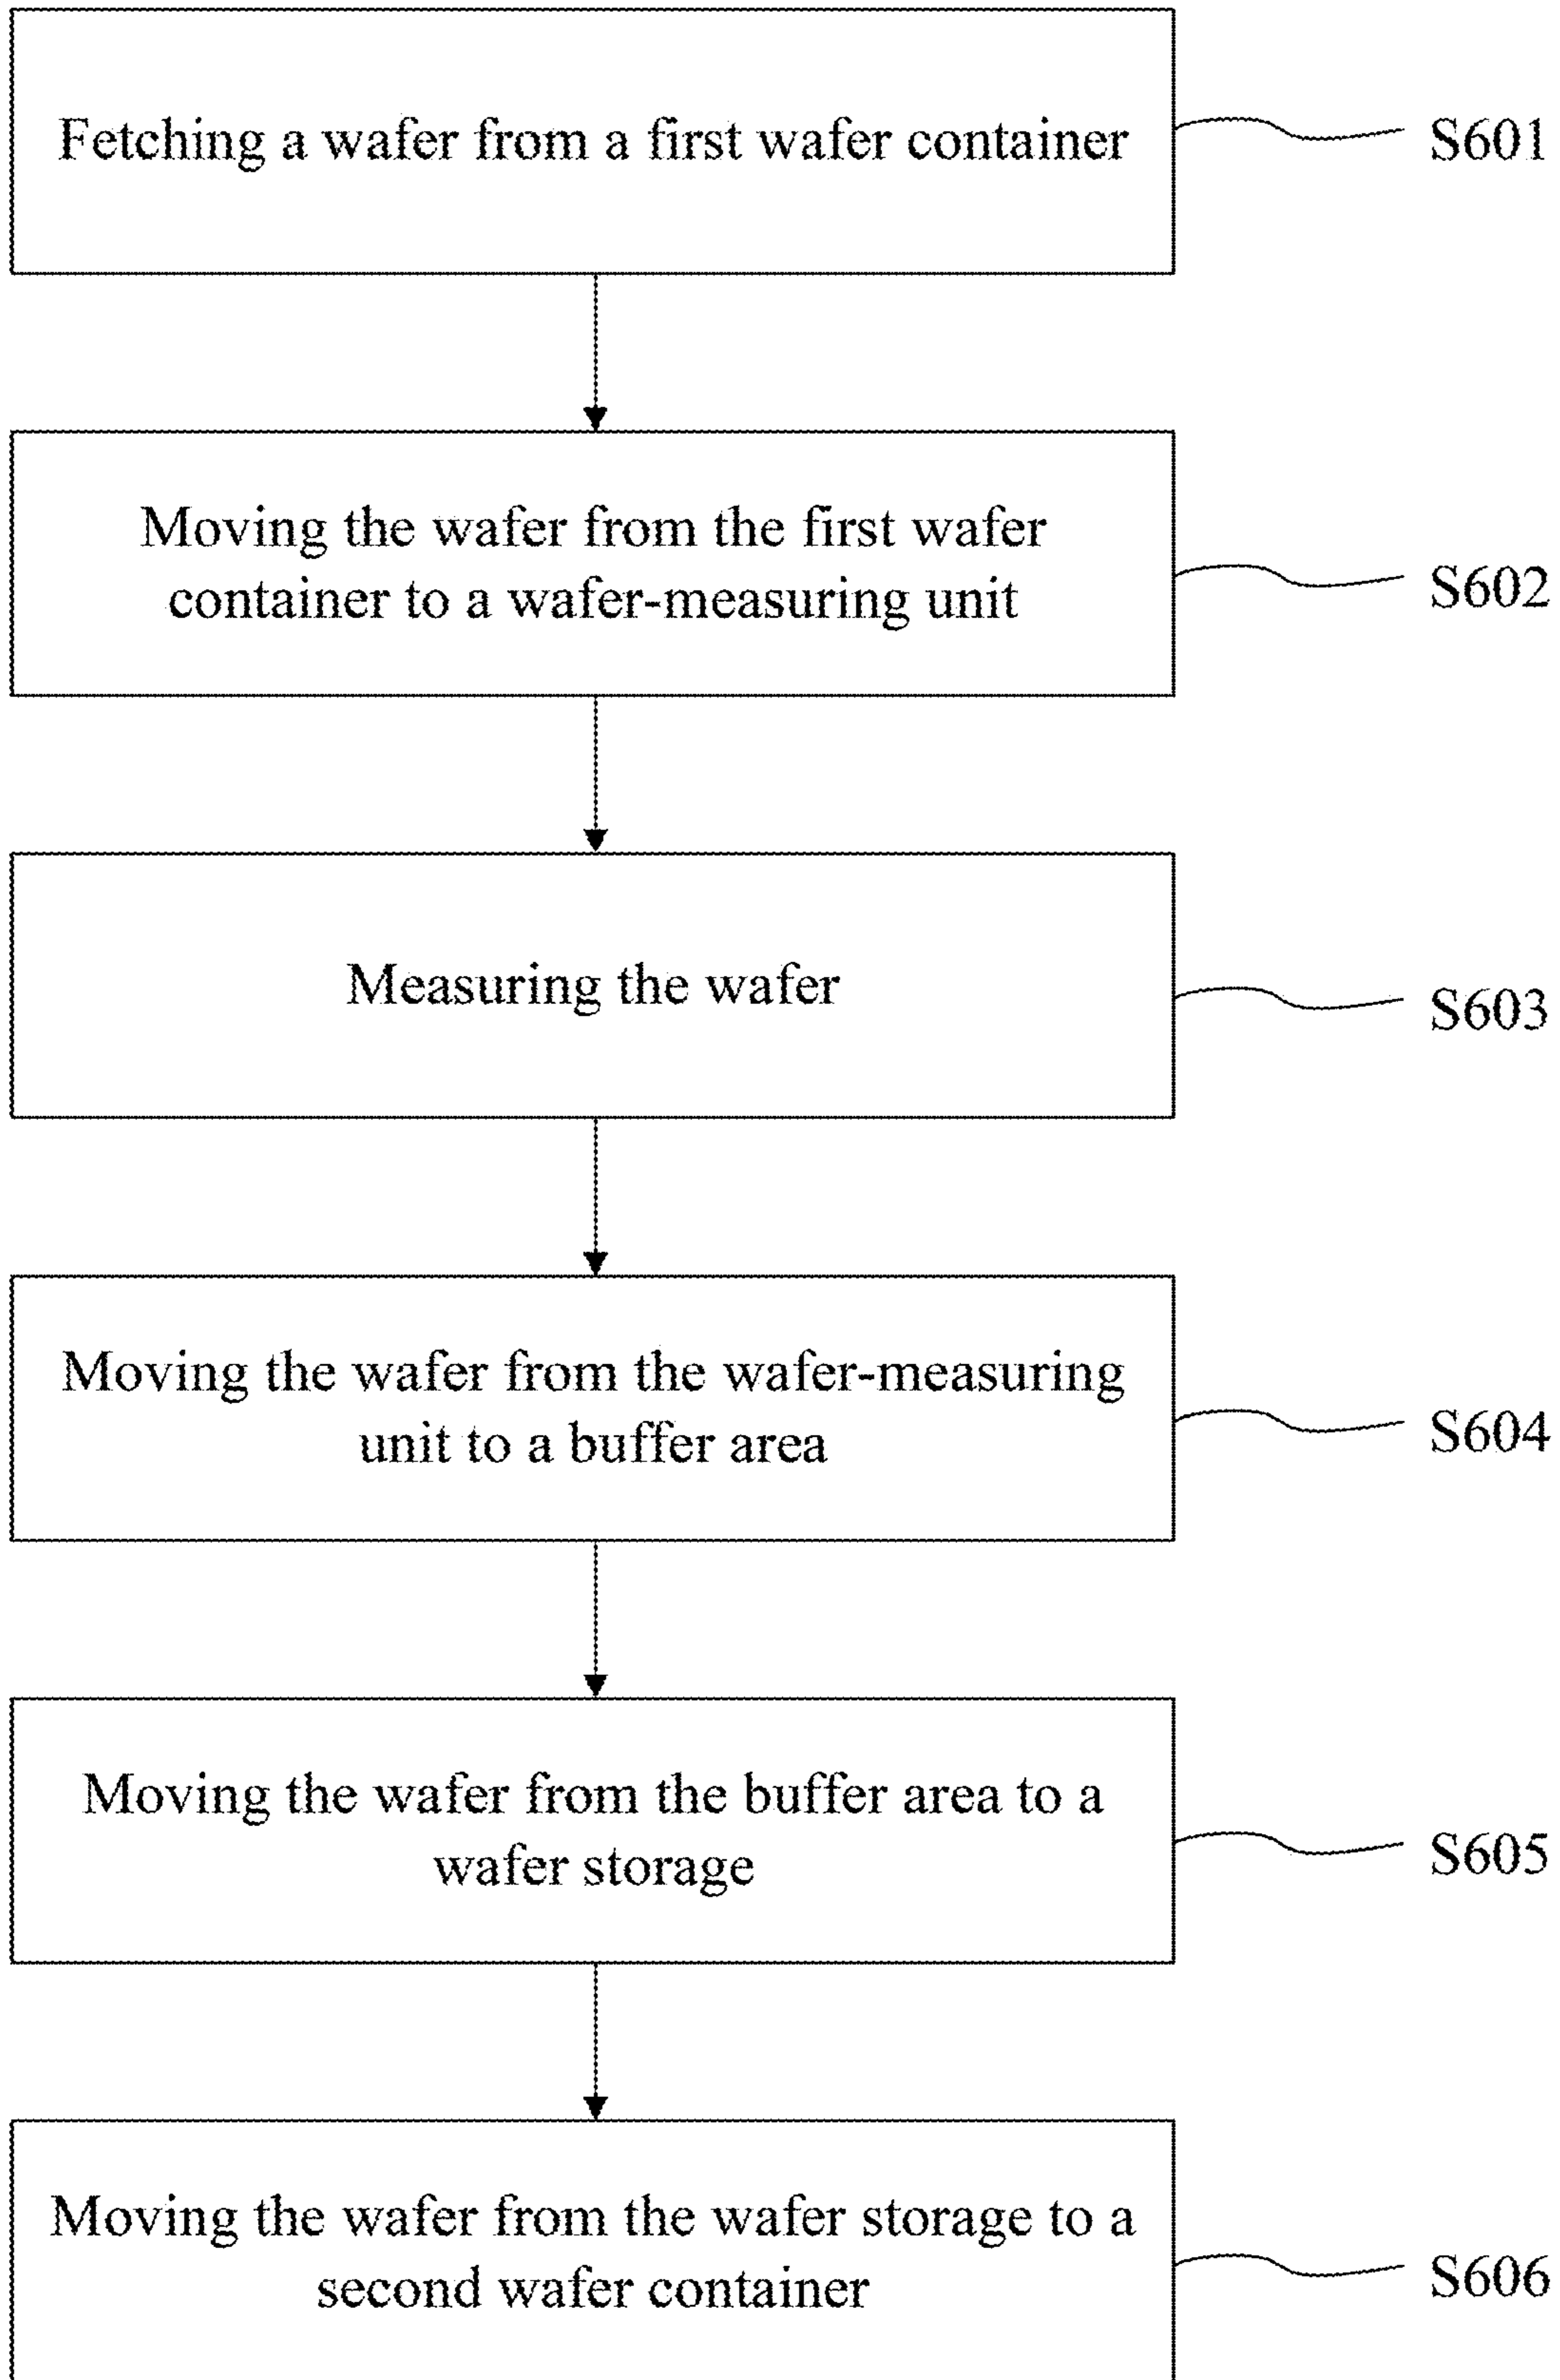 Fetching a wafer from a first wafer container
S601
Moving the wafer from the first wafer
container to a wafer-measuring unit
S602
Measuring the wafer
S603
Moving the wafer from the wafer-measuring
unit to a buffer area
S604
Moving the wafer from the buffer area to a
wafer storage
S605
Moving the wafer from the wafer storage to a
second wafer container
S606